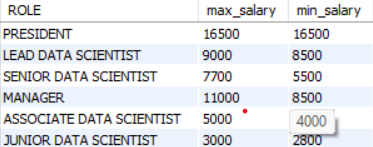 ROLE max_salary min_salary
PRESIDENT 16500 16500
LEAD DATA SCIENTIST 9000 8500
SENIOR DATA SCIENTIST 7700 5500
MANAGER 11000 8500
ASSOCIATE DATA SCIENTIST 5000 4000
JUNIOR DATA SCIENTIST 3000 2800